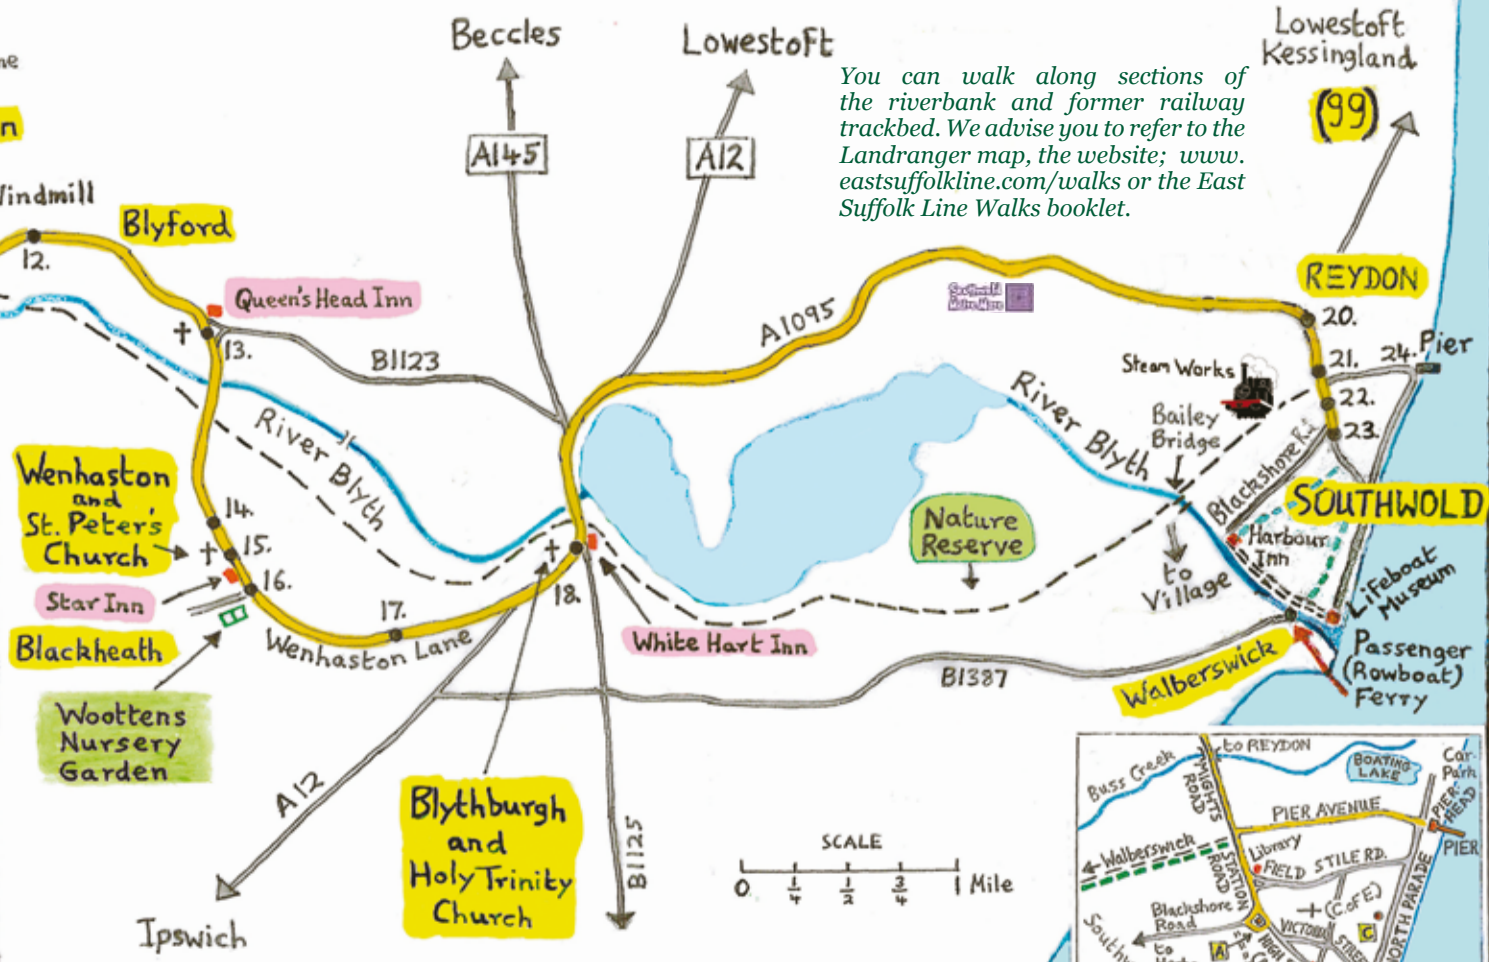 Beccles
Lowestoft
Lowestoft
Kessingland
(99)
You can walk along sections of
the riverbank and former railway
trackbed. We advise you to refer to the
Landranger map, the website; www.
eastsuffolkline.com/walks or the East
Suffolk Line Walks booklet.
A145
A12
Windmill
Blyford
12.
Queen's Head Inn
13.
B1123
A1095
REYDON
20.
21.
24.
Pier
22.
23.
Steam Works
Bailey
Bridge
River Blyth
River Blyth
Blackshore Rd
SOUTHWOLD
Wenhaston
and
St. Peter's
Church
14.
15.
16.
Star Inn
Blackheath
17.
Wenhaston Lane
18.
White Hart Inn
Nature
Reserve
to
Village
Harbour
Inn
Lifeboat
Museum
Passenger
(Rowboat)
Ferry
Walberswick
B1387
Woottens
Nursery
Garden
A12
Ipswich
Blythburgh
and
Holy Trinity
Church
B1125
SCALE
0 1/4 1/2 3/4 1 Mile
to REYDON
Buss Creek
MIGHTS
ROAD
BOATING
LAKE
Car-
Park
PIER-
HEAD
PIER AVENUE
PIER
Walberswick
STATION
ROAD
Library
FIELD STILE RD.
(C of E)
NORTH PARADE
Blackshore
Road
VICTORIA
STREET
HIGH
A
C